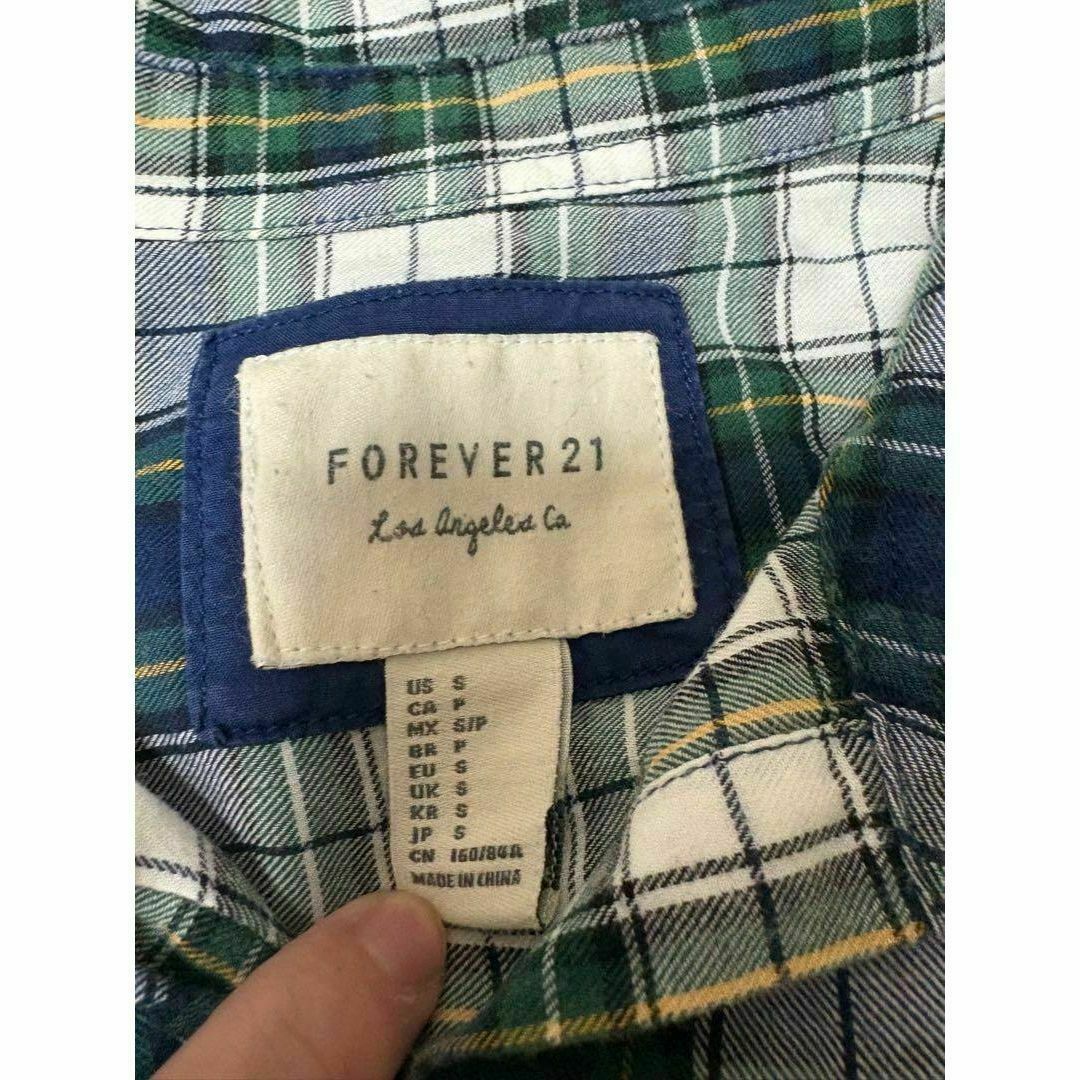 FOREVER 21
Los Angeles Ca
US S
CA P
MX S/P
BR P
EU S
UK S
KR S
JP S
CN 160/84A
MADE IN CHINA